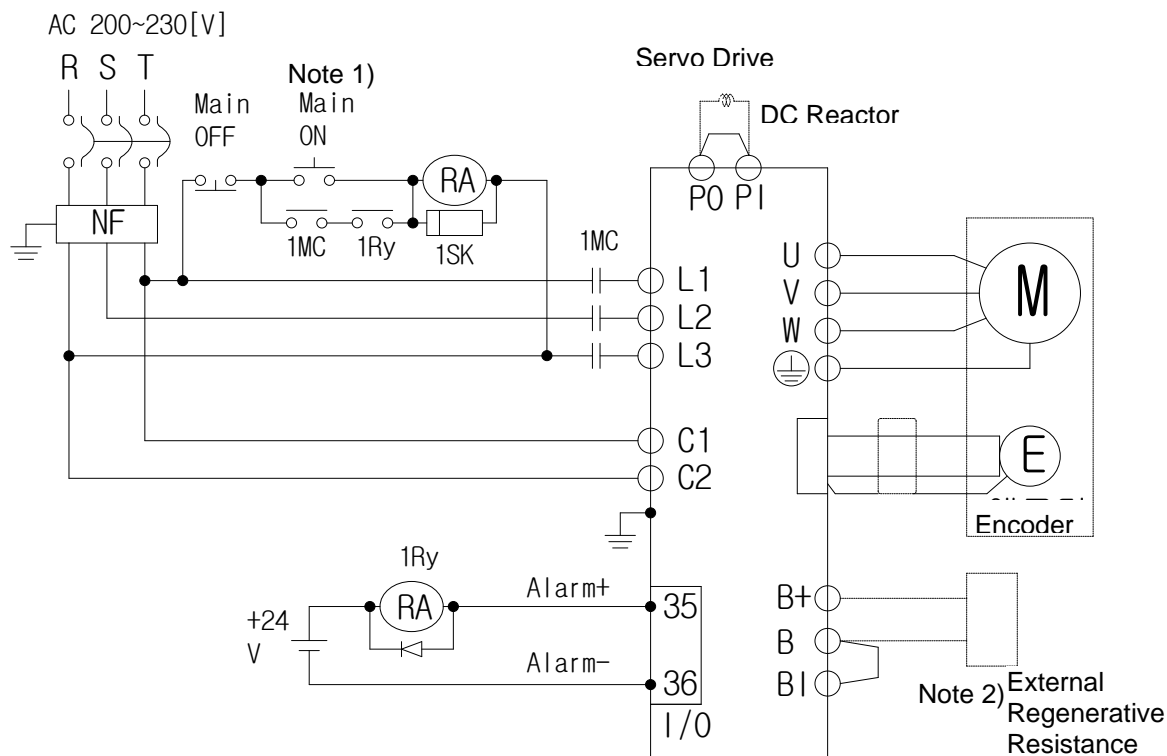 AC 200~230[V]
R S T
Main
OFF
Note 1)
Main
ON
RA
1MC
1Ry
1SK
NF
Servo Drive
DC Reactor
PO PI
1MC
L1
L2
L3
C1
C2
U
V
W
M
E
Encoder
1Ry
RA
+24
V
Alarm+
Alarm-
35
36
I/O
B+
B
BI
Note 2)
External
Regenerative
Resistance